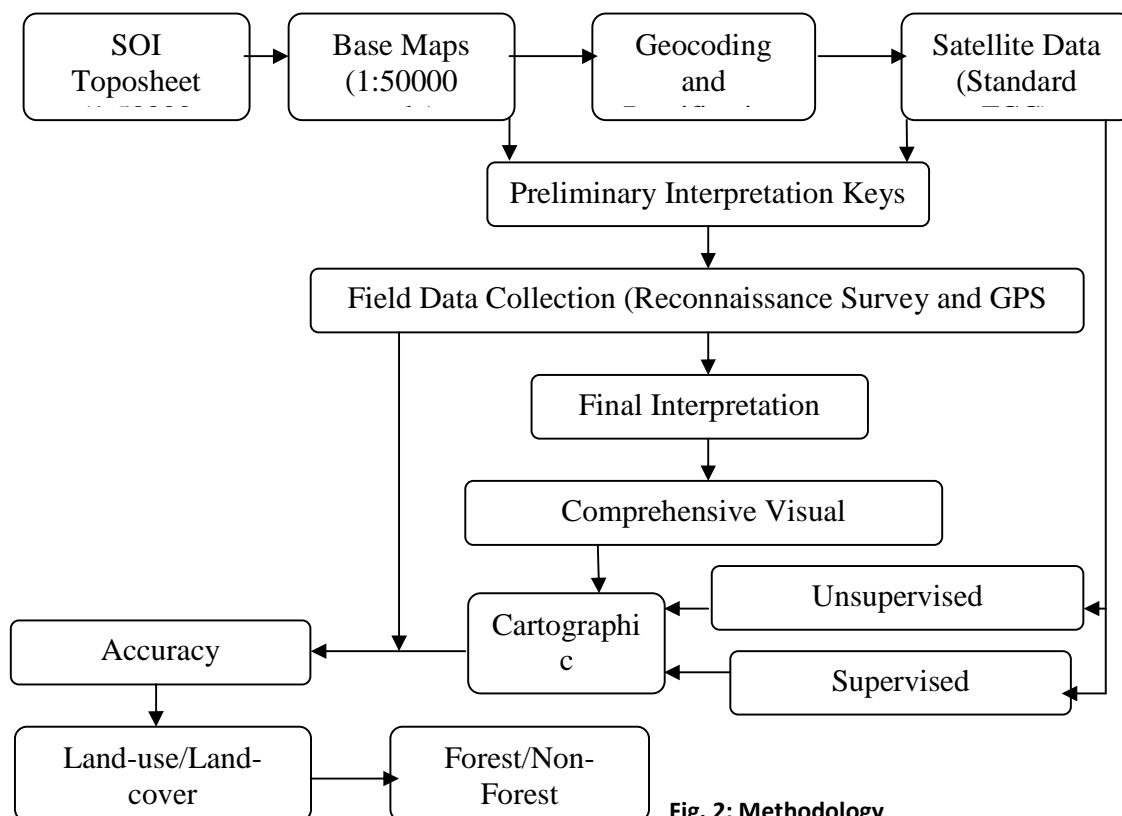 SOI
Toposheet
Base Maps
(1:50000
Geocoding
and
Satellite Data
(Standard
Preliminary Interpretation Keys
Field Data Collection (Reconnaissance Survey and GPS
Final Interpretation
Comprehensive Visual
Unsupervised
Cartographi
c
Supervised
Accuracy
Land-use/Land-
cover
Forest/Non-
Forest
Fig. 2: Methodology